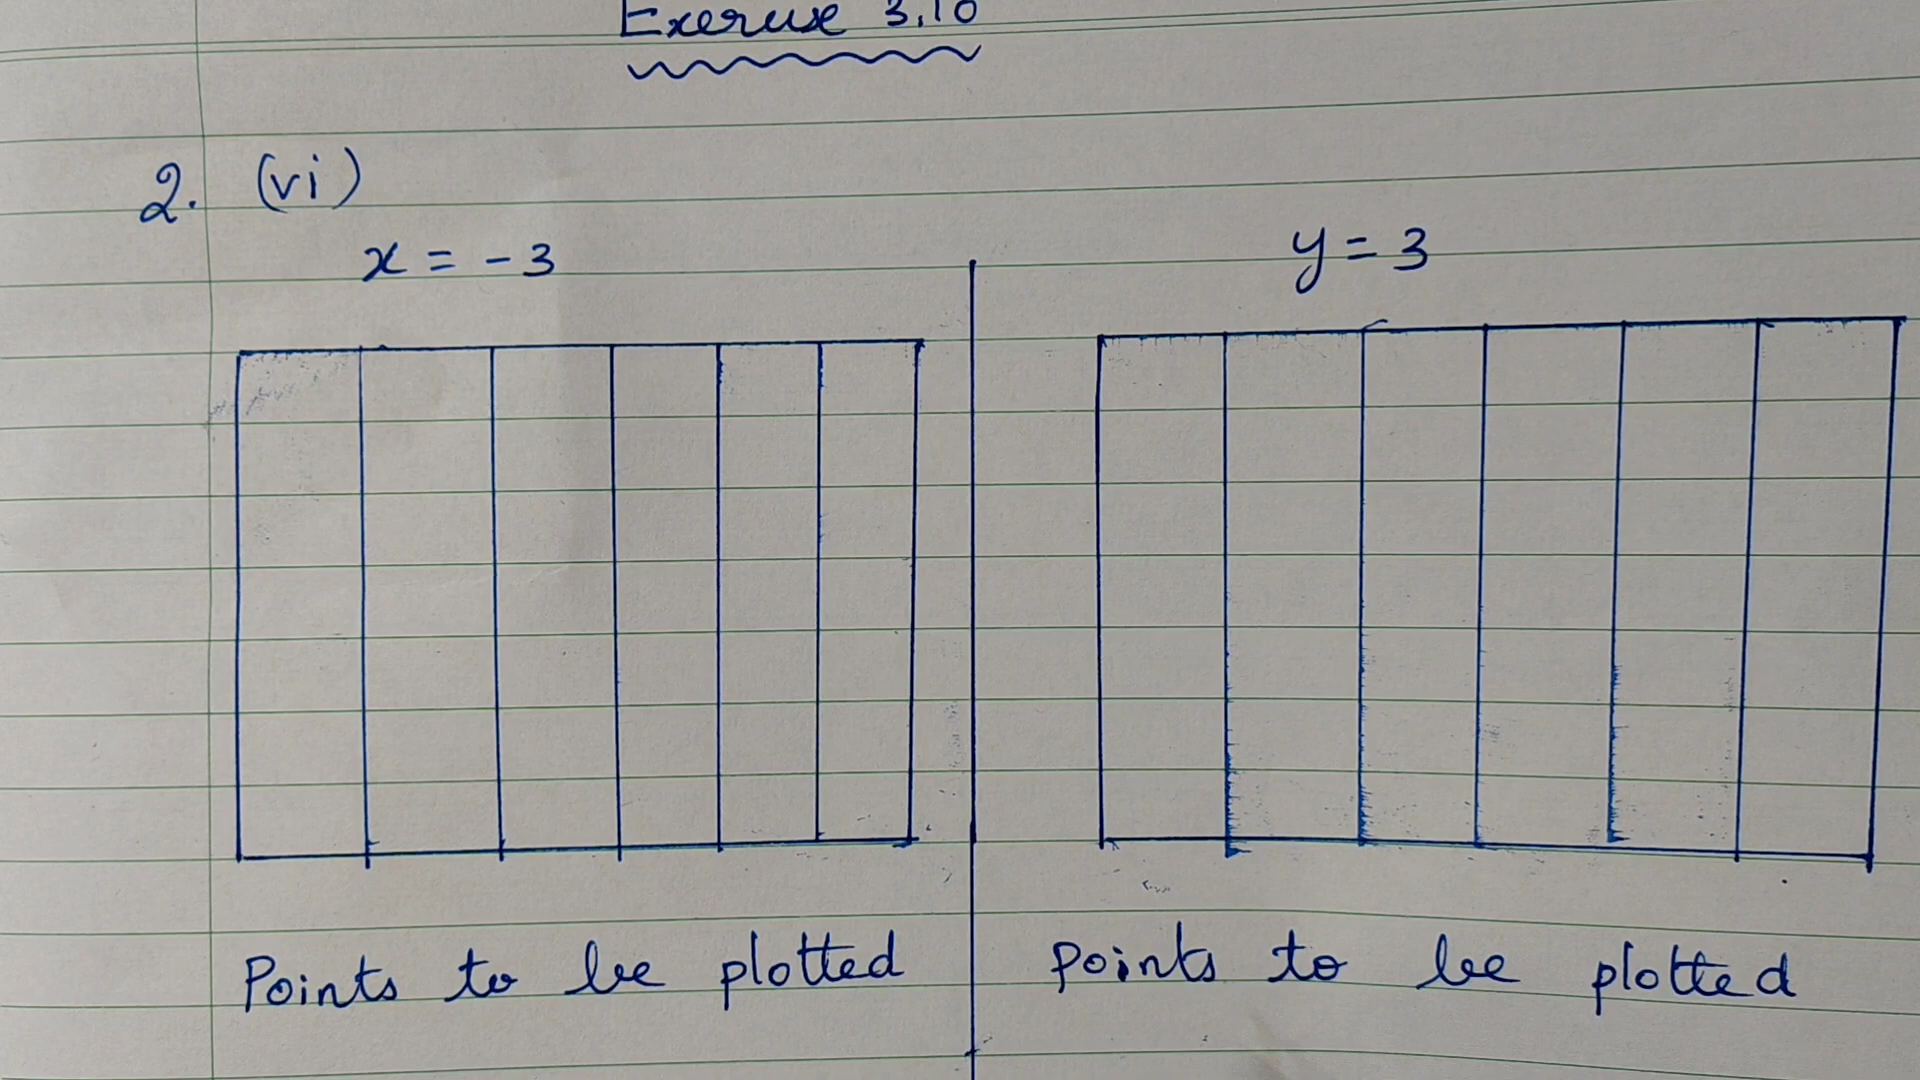 Exercise 3.10
2. (vi)
x = -3
y = 3
Points to be plotted
Points to be plotted